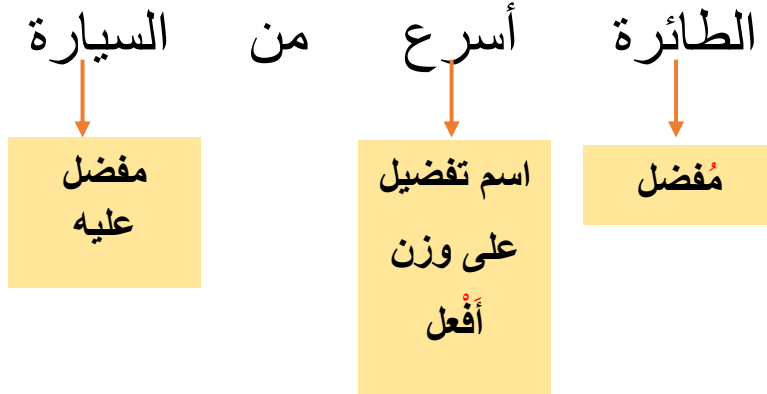 الطائرة أسرع من السيارة
مُفضل
اسم تفضيل
على وزن
أَفْعل
مفضل
عليه